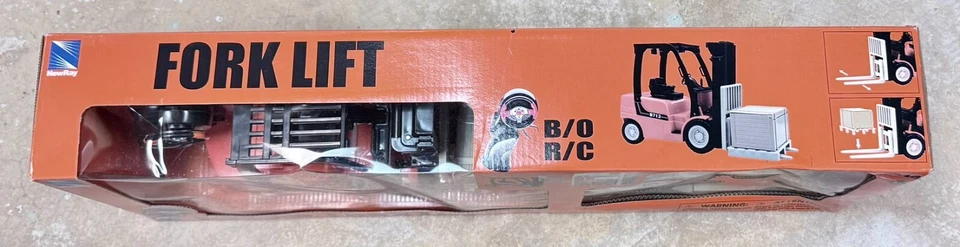 NewRay
FORK LIFT
B/O
R/C
WARNING: